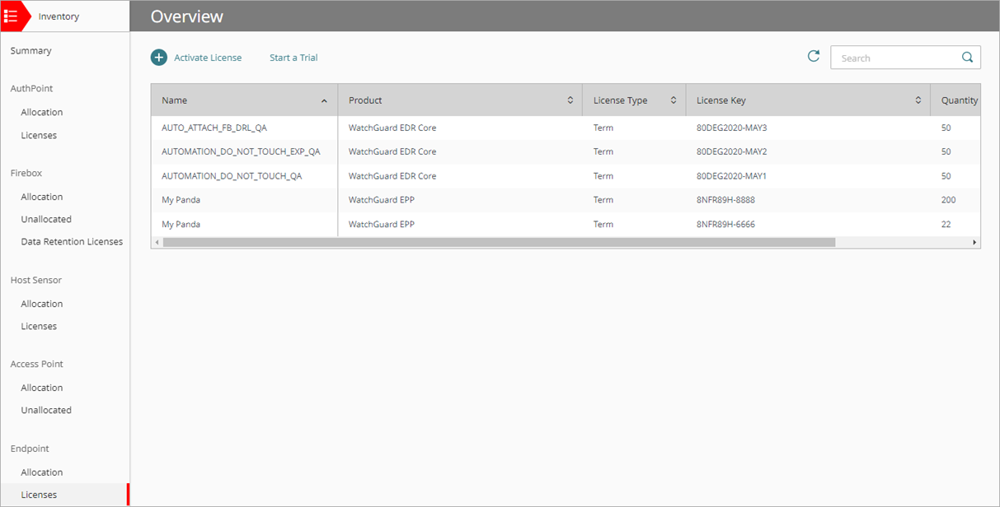 Inventory
Overview
Summary
AuthPoint
Allocation
Licenses
Firebox
Allocation
Unallocated
Data Retention Licenses
Host Sensor
Allocation
Licenses
Access Point
Allocation
Unallocated
Endpoint
Allocation
Licenses
Activate License Start a Trial Search
Name Product License Type License Key Quantity
AUTO_ATTACH_FB_DRL_QA WatchGuard EDR Core Term 80DEG2020-MAY3 50
AUTOMATION_DO_NOT_TOUCH_EXP_QA WatchGuard EDR Core Term 80DEG2020-MAY2 50
AUTOMATION_DO_NOT_TOUCH_QA WatchGuard EDR Core Term 80DEG2020-MAY1 50
My Panda WatchGuard EPP Term 8NFR89H-8888 200
My Panda WatchGuard EPP Term 8NFR89H-6666 22